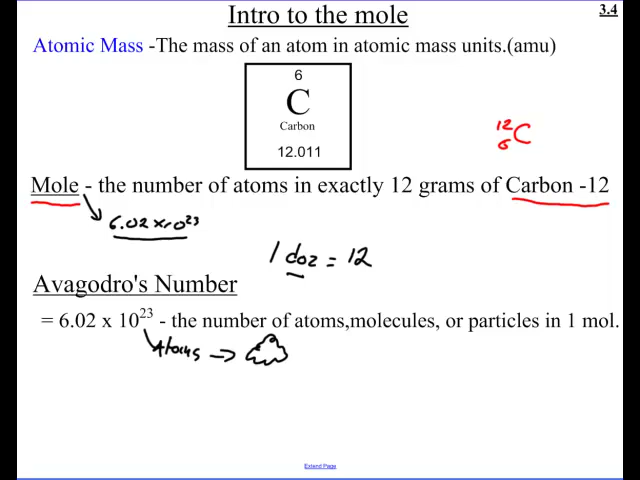 Intro to the mole
3.4
Atomic Mass -The mass of an atom in atomic mass units.(amu)
6
C
Carbon
12.011
12
6 C
Mole - the number of atoms in exactly 12 grams of Carbon -12
6.02 x 10 23
1 doz = 12
Avagodro's Number
= 6.02 x 10 23 - the number of atoms,molecules, or particles in 1 mol.
Atoms →
Extend Page